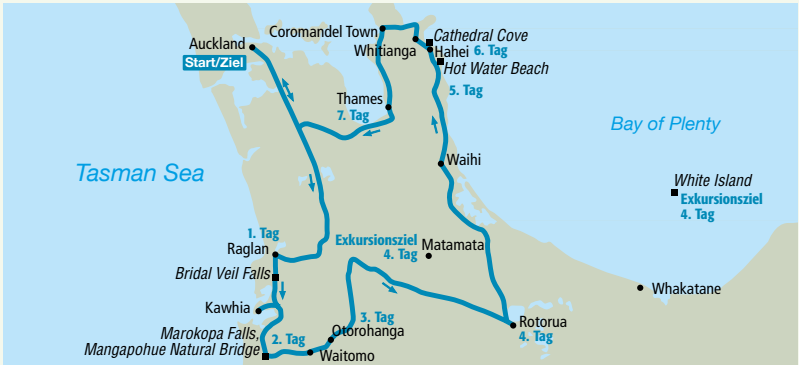 Coromandel Town
Cathedral Cove
Auckland
Whitianga
Hahei 6. Tag
Start/Ziel
Hot Water Beach
5. Tag
Thames
7. Tag
Bay of Plenty
Waihi
Tasman Sea
White Island
Exkursionsziel
4. Tag
1. Tag
Raglan
Exkursionsziel
4. Tag
Matamata
Bridal Veil Falls
Whakatane
Kawhia
3. Tag
Rotorua
4. Tag
Marokopa Falls,
Mangapohue Natural Bridge
2. Tag
Otorohanga
Waitomo